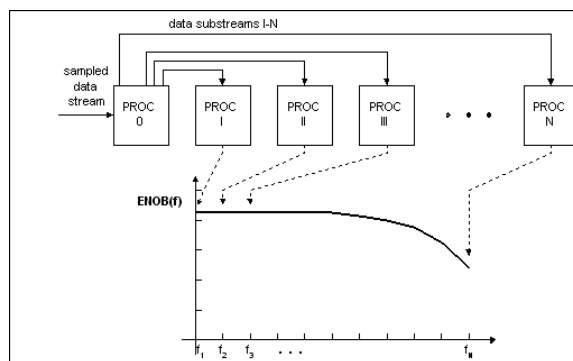 data substreams I-N
sampled
data
stream
PROC
0
PROC
I
PROC
II
PROC
III
PROC
N
ENOB(f)
f1
f2
f3
. . .
fN